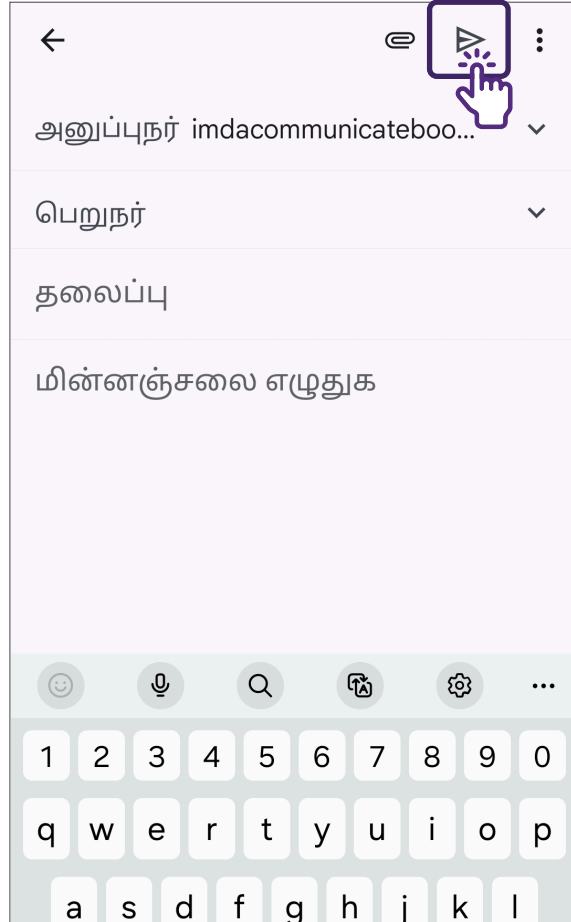 அனுப்புநர் imdacommunicateboo...
பெறுநர்
தலைப்பு
மின்னஞ்சலை எழுதுக
1 2 3 4 5 6 7 8 9 0
q w e r t y u i o p
a s d f g h j k l